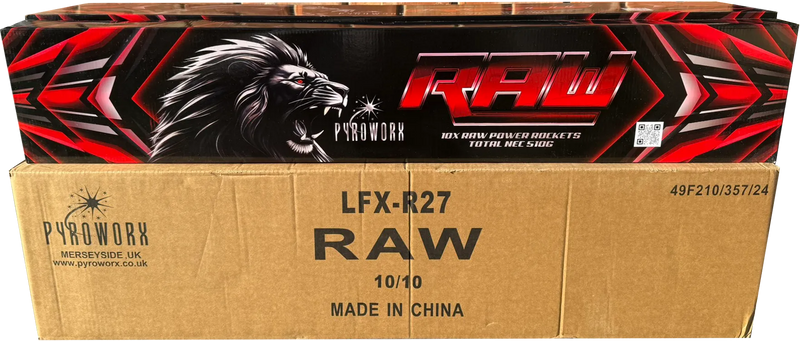 RAW
PYROWORX
10X RAW POWER ROCKETS
TOTAL NEC 510G
LFX-R27
49F210/357/24
PYROWORX
MERSEYSIDE, UK
www.pyroworx.co.uk
RAW
10/10
MADE IN CHINA